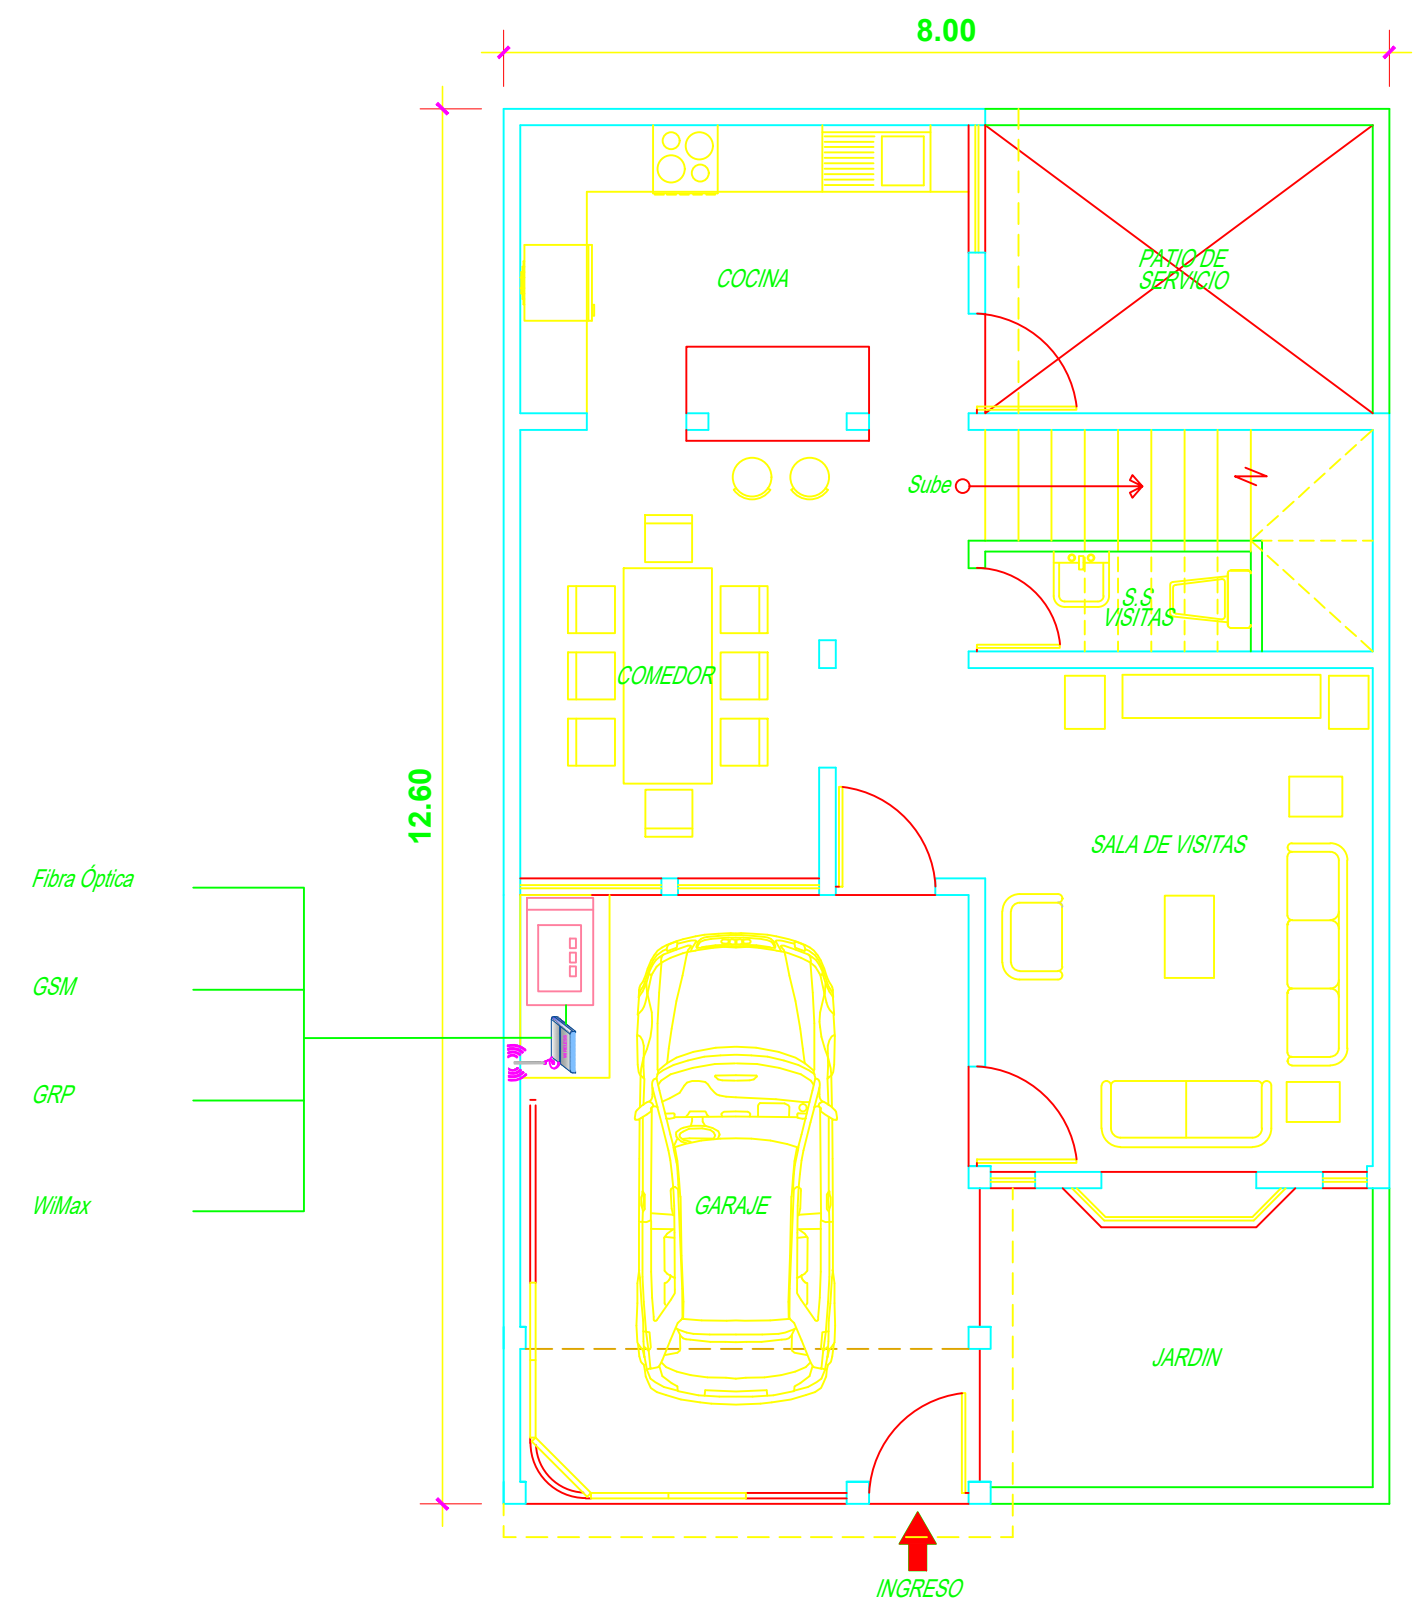 8.00
PATIO DE
SERVICIO
COCINA
Sube
S.S
VISITAS
COMEDOR
12.60
SALA DE VISITAS
Fibra Óptica
GSM
GRP
WiMax
GARAJE
JARDIN
INGRESO